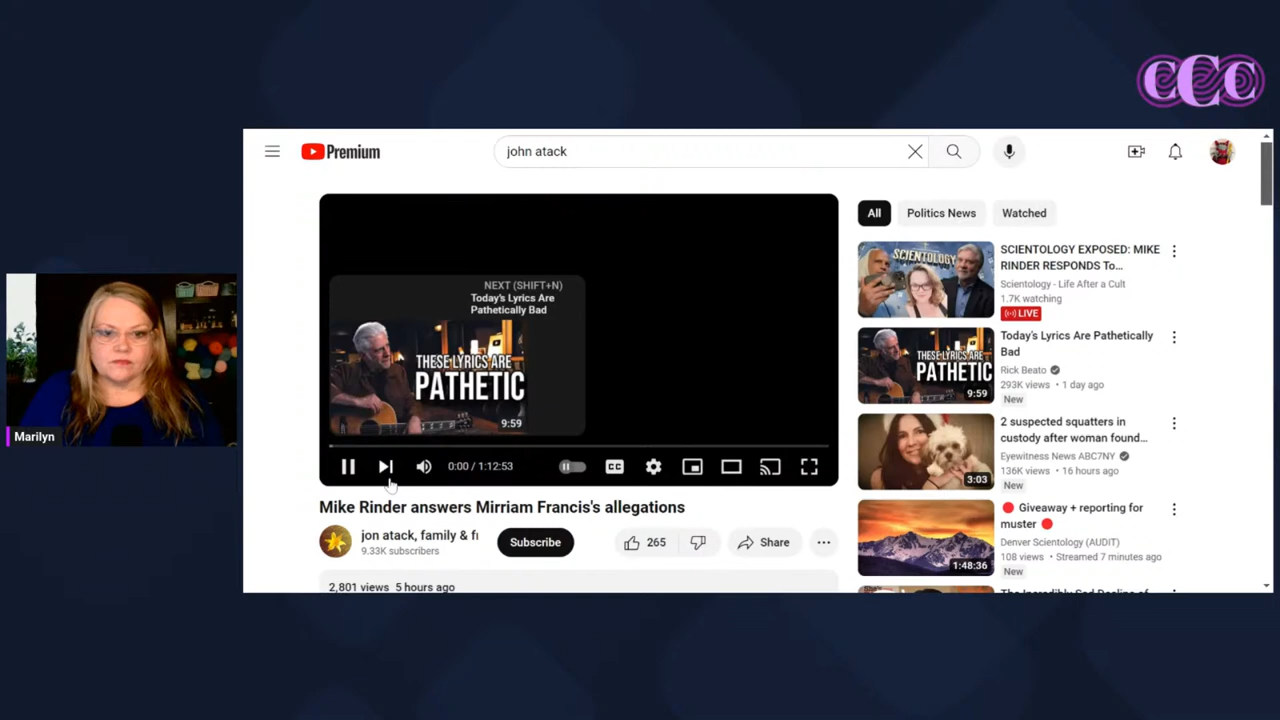 CCC
Premium
john atack
All
Politics News
Watched
NEXT (SHIFT+N)
Today's Lyrics Are
Pathetically Bad
THESE LYRICS ARE
PATHETIC
9:59
0:00 / 1:12:53
CC
Mike Rinder answers Mirriam Francis's allegations
jon atack, family & fi
9.33K subscribers
Subscribe
265
Share
2,801 views 5 hours ago
SCIENTOLOGY
SCIENTOLOGY EXPOSED: MIKE
RINDER RESPONDS To...
Scientology - Life After a Cult
1.7K watching
LIVE
THESE LYRICS ARE
PATHETIC
9:59
Today's Lyrics Are Pathetically
Bad
Rick Beato
293K views • 1 day ago
New
3:03
2 suspected squatters in
custody after woman found...
Eyewitness News ABC7NY
136K views • 16 hours ago
New
1:48:36
Giveaway + reporting for
muster
Denver Scientology (AUDIT)
108 views • Streamed 7 minutes ago
New
Marilyn